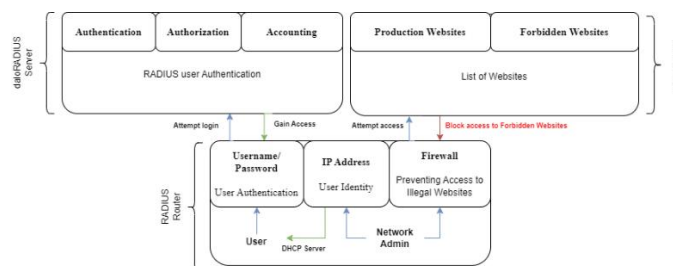 Authentication
Authorization
Accounting
RADIUS user Authentication
daloRADIUS
Server
Production Websites
Forbidden Websites
List of Websites
Attempt login
Gain Access
Attempt access
Block access to Forbidden Websites
Username/
Password
User Authentication
IP Address
User Identity
Firewall
Preventing Access to
Illegal Websites
RADIUS
Router
User
DHCP Server
Network
Admin